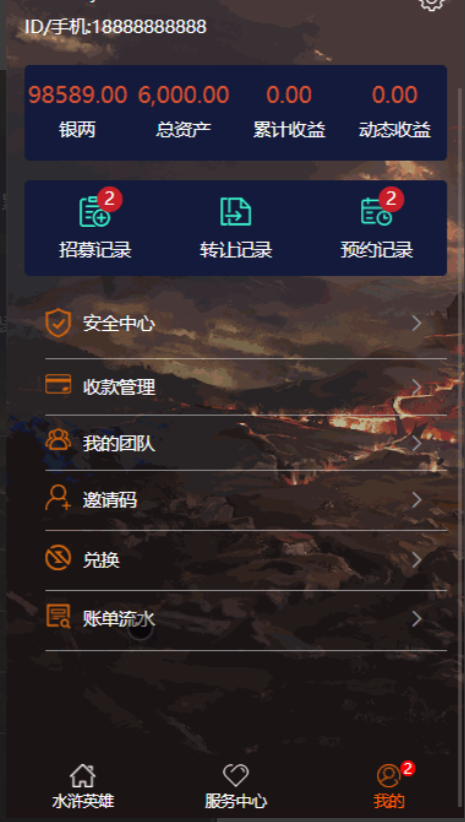 ID/手机:18888888888
98589.00 6,000.00 0.00 0.00
银两 总资产 累计收益 动态收益
2 2
招募记录 转让记录 预约记录
安全中心
收款管理
我的团队
邀请码
兑换
账单流水
2
水浒英雄 服务中心 我的